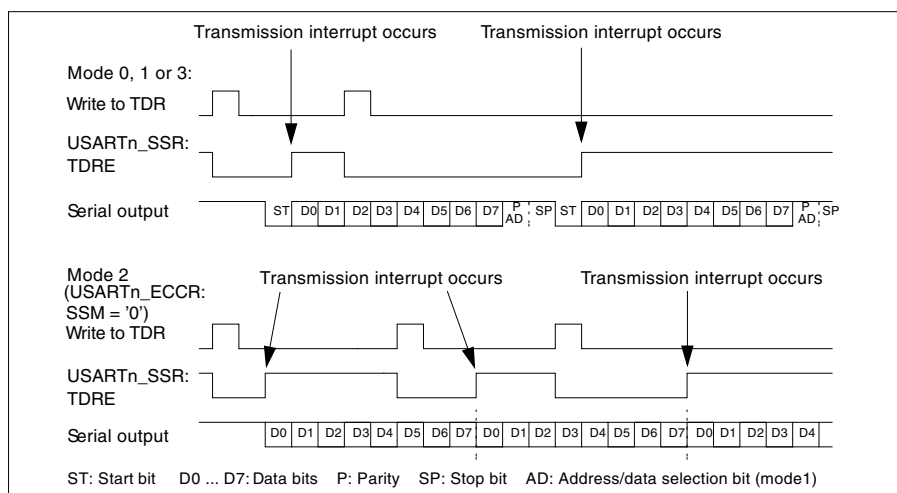 Transmission interrupt occurs Transmission interrupt occurs
Mode 0, 1 or 3:
Write to TDR
USARTn_SSR:
TDRE
Serial output ST D0 D1 D2 D3 D4 D5 D6 D7 P AD SP ST D0 D1 D2 D3 D4 D5 D6 D7 P AD SP
Mode 2
(USARTn_ECCR:
SSM = '0')
Transmission interrupt occurs Transmission interrupt occurs
Write to TDR
USARTn_SSR:
TDRE
Serial output D0 D1 D2 D3 D4 D5 D6 D7 D0 D1 D2 D3 D4 D5 D6 D7 D0 D1 D2 D3 D4
ST: Start bit D0 ... D7: Data bits P: Parity SP: Stop bit AD: Address/data selection bit (mode1)